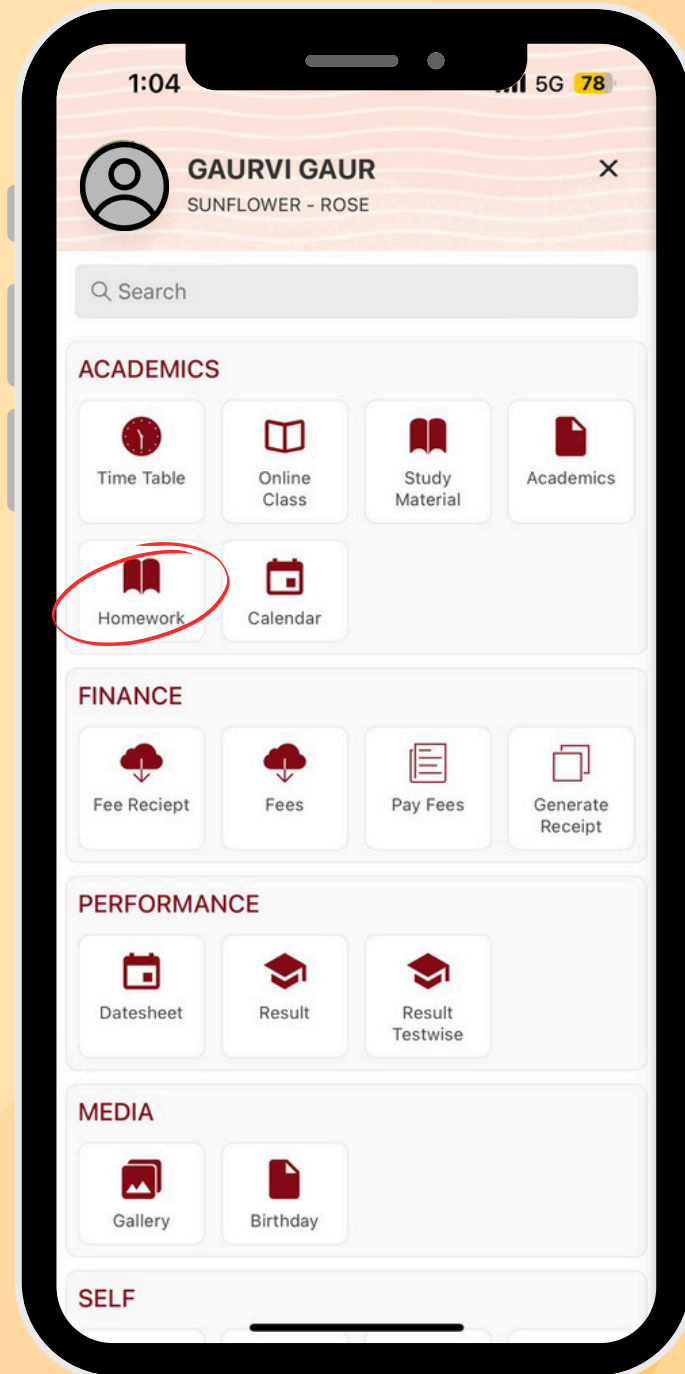 1:04
5G 78
GAURVI GAUR
SUNFLOWER - ROSE
Search
ACADEMICS
Time Table
Online
Class
Study
Material
Academics
Homework
Calendar
FINANCE
Fee Reciept
Fees
Pay Fees
Generate
Receipt
PERFORMANCE
Datesheet
Result
Result
Testwise
MEDIA
Gallery
Birthday
SELF